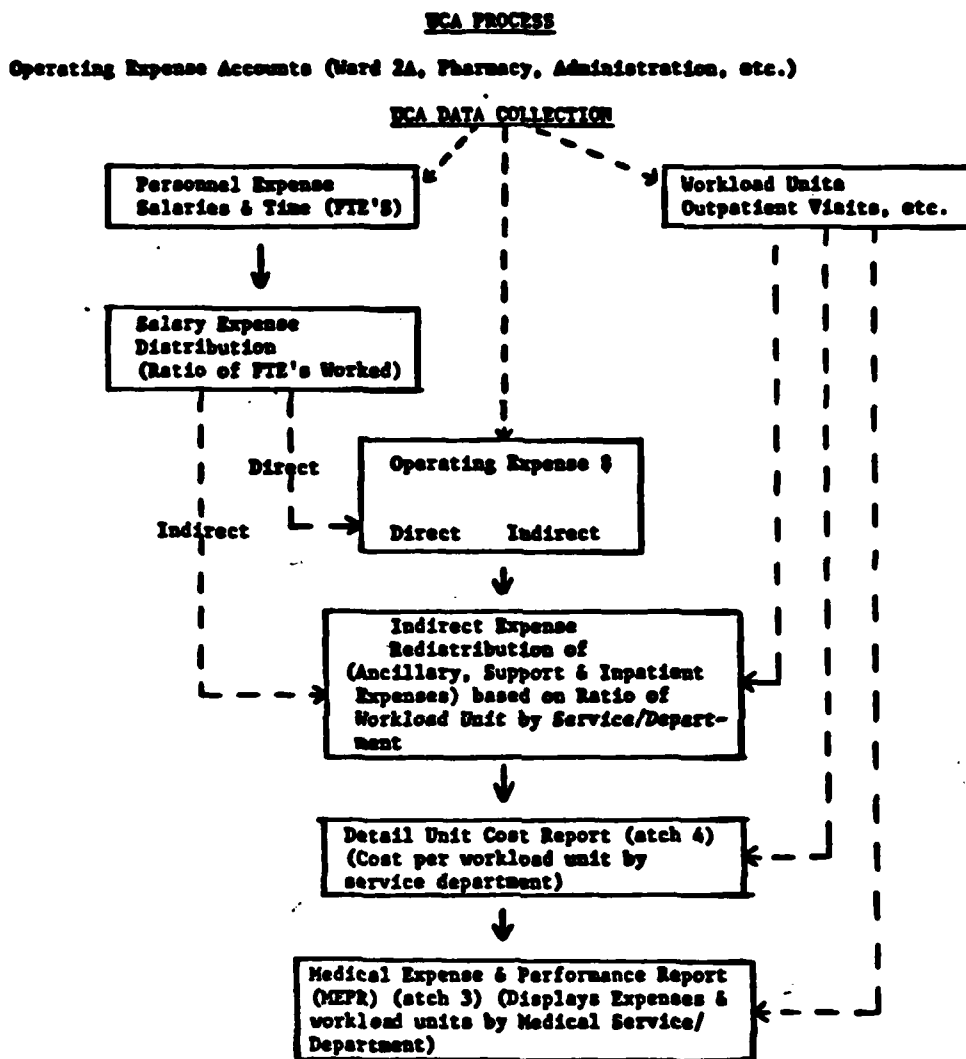 UCA PROCESS
Operating Expense Accounts (Ward 2A, Pharmacy, Administration, etc.)
UCA DATA COLLECTION
Personnel Expense
Salaries & Time (FTE'S)
Workload Units
Outpatient Visits, etc.
Salary Expense
Distribution
(Ratio of FTE's Worked)
Direct
Indirect
Operating Expense $
Direct Indirect
Indirect Expense
Redistribution of
(Ancillary, Support & Inpatient
Expenses) based on Ratio of
Workload Unit by Service/Depart-
ment
Detail Unit Cost Report (atch 4)
(Cost per workload unit by
service department)
Medical Expense & Performance Report
(MEPR) (atch 3) (Displays Expenses &
workload units by Medical Service/
Department)